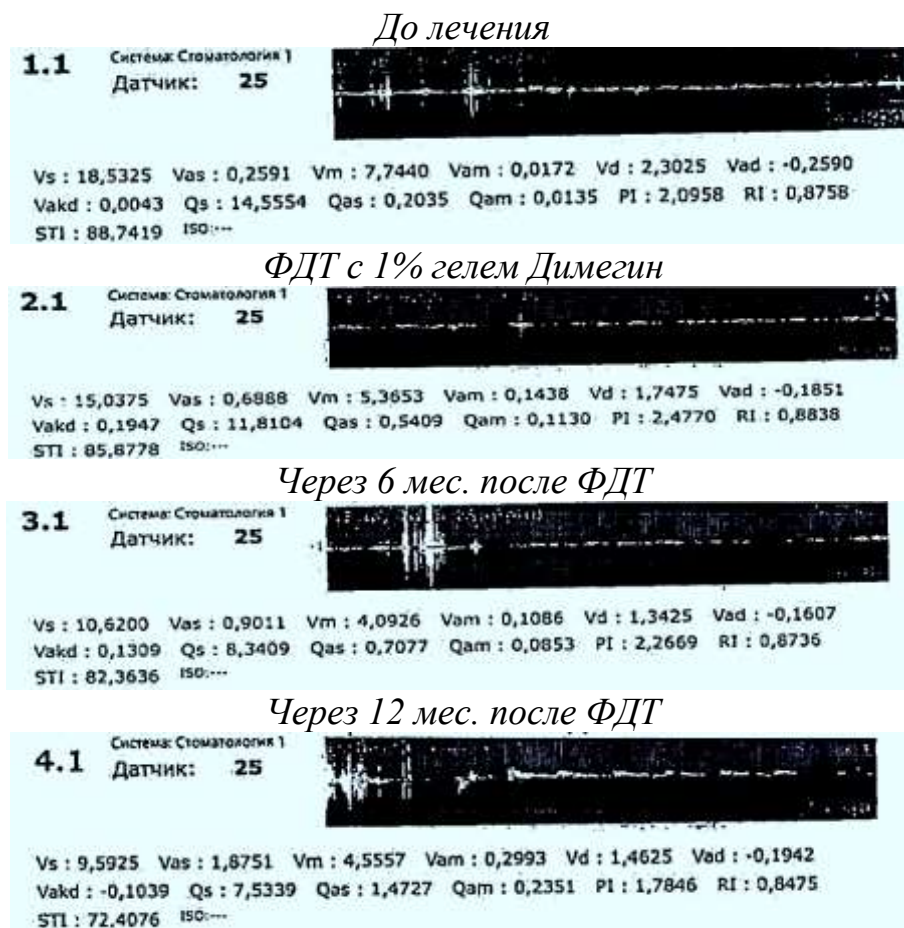 До лечения
1.1 Система: Стоматология 1
Датчик: 25
Vs : 18,5325 Vas : 0,2591 Vm : 7,7440 Vam : 0,0172 Vd : 2,3025 Vad : -0,2590
Vakd : 0,0043 Qs : 14,5554 Qas : 0,2035 Qam : 0,0135 PI : 2,0958 RI : 0,8758
STI : 88,7419 ISO:---
ФДТ с 1% гелем Димегин
2.1 Система: Стоматология 1
Датчик: 25
Vs : 15,0375 Vas : 0,6888 Vm : 5,3653 Vam : 0,1438 Vd : 1,7475 Vad : -0,1851
Vakd : 0,1947 Qs : 11,8104 Qas : 0,5409 Qam : 0,1130 PI : 2,4770 RI : 0,8838
STI : 85,8778 ISO:---
Через 6 мес. после ФДТ
3.1 Система: Стоматология 1
Датчик: 25
-1
Vs : 10,6200 Vas : 0,9011 Vm : 4,0926 Vam : 0,1086 Vd : 1,3425 Vad : -0,1607
Vakd : 0,1309 Qs : 8,3409 Qas : 0,7077 Qam : 0,0853 PI : 2,2669 RI : 0,8736
STI : 82,3636 ISO:---
Через 12 мес. после ФДТ
4.1 Система: Стоматология 1
Датчик: 25
Vs : 9,5925 Vas : 1,8751 Vm : 4,5557 Vam : 0,2993 Vd : 1,4625 Vad : -0,1942
Vakd : -0,1039 Qs : 7,5339 Qas : 1,4727 Qam : 0,2351 PI : 1,7846 RI : 0,8475
STI : 72,4076 ISO:---